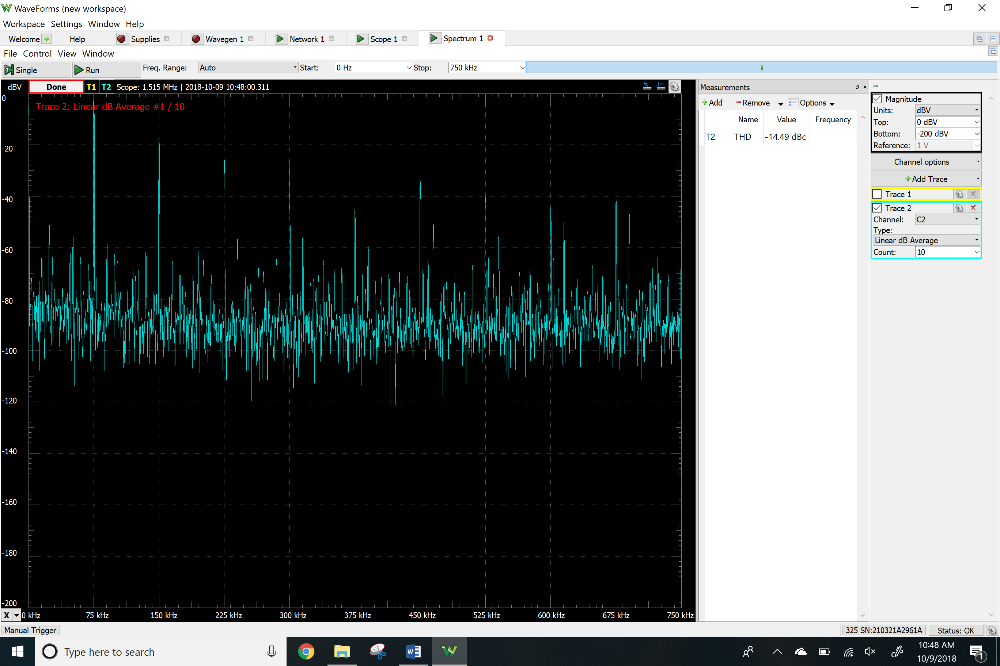 WaveForms (new workspace)
Workspace Settings Window Help
Welcome Help Supplies Wavegen 1 Network 1 Scope 1 Spectrum 1
File Control View Window
Single Run Freq. Range: Auto Start: 0 Hz Stop: 750 kHz
dBV Done T1 T2 Scope: 1.515 MHz | 2018-10-09 10:48:00.311
Trace 2: Linear dB Average #1 / 10
0
-20
-40
-60
-80
-100
-120
-140
-160
-180
-200
X 0 kHz 75 kHz 150 kHz 225 kHz 300 kHz 375 kHz 450 kHz 525 kHz 600 kHz 675 kHz 750 kHz
Measurements
Add Remove Options
Name Value Frequency
T2 THD -14.49 dBc
Magnitude
Units: dBV
Top: 0 dBV
Bottom: -200 dBV
Reference: 1 V
Channel options
Add Trace
Trace 1
Trace 2
Channel: C2
Type:
Linear dB Average
Count: 10
Manual Trigger 325 SN:210321A2961A Status: OK
Type here to search
10:48 AM
10/9/2018
1